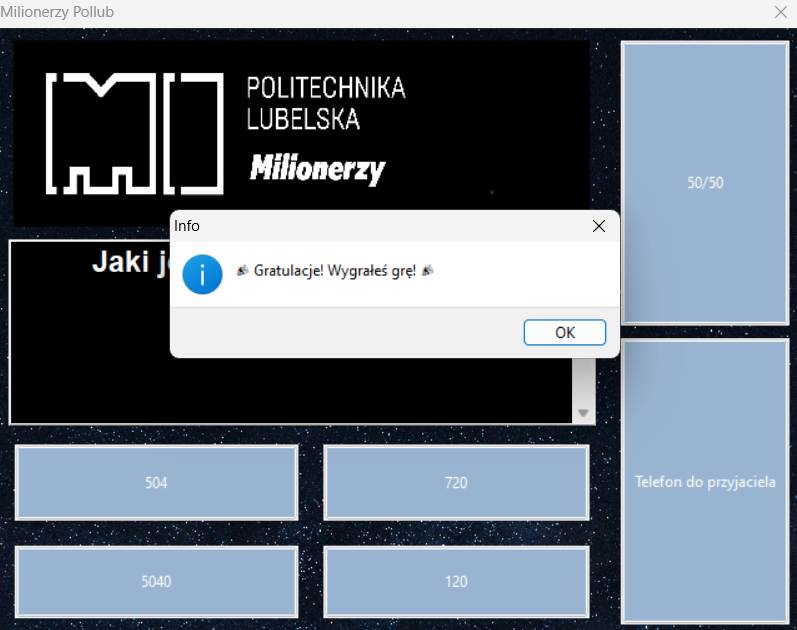 Milionerzy Pollub
POLITECHNIKA
LUBELSKA
Milionerzy
50/50
Info
🎉 Gratulacje! Wygrałeś grę! 🎉
OK
Jaki
504
720
Telefon do przyjaciela
5040
120